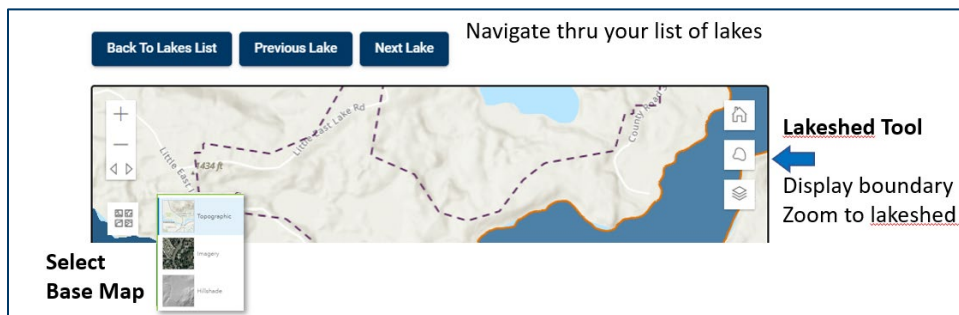 Navigate thru your list of lakes
Back To Lakes List
Previous Lake
Next Lake
Little East Lake Rd
County Road
Little East
1434 ft
Lakeshed Tool
Display boundary
Zoom to lakeshed
Topographic
Imagery
Hillshade
Select
Base Map